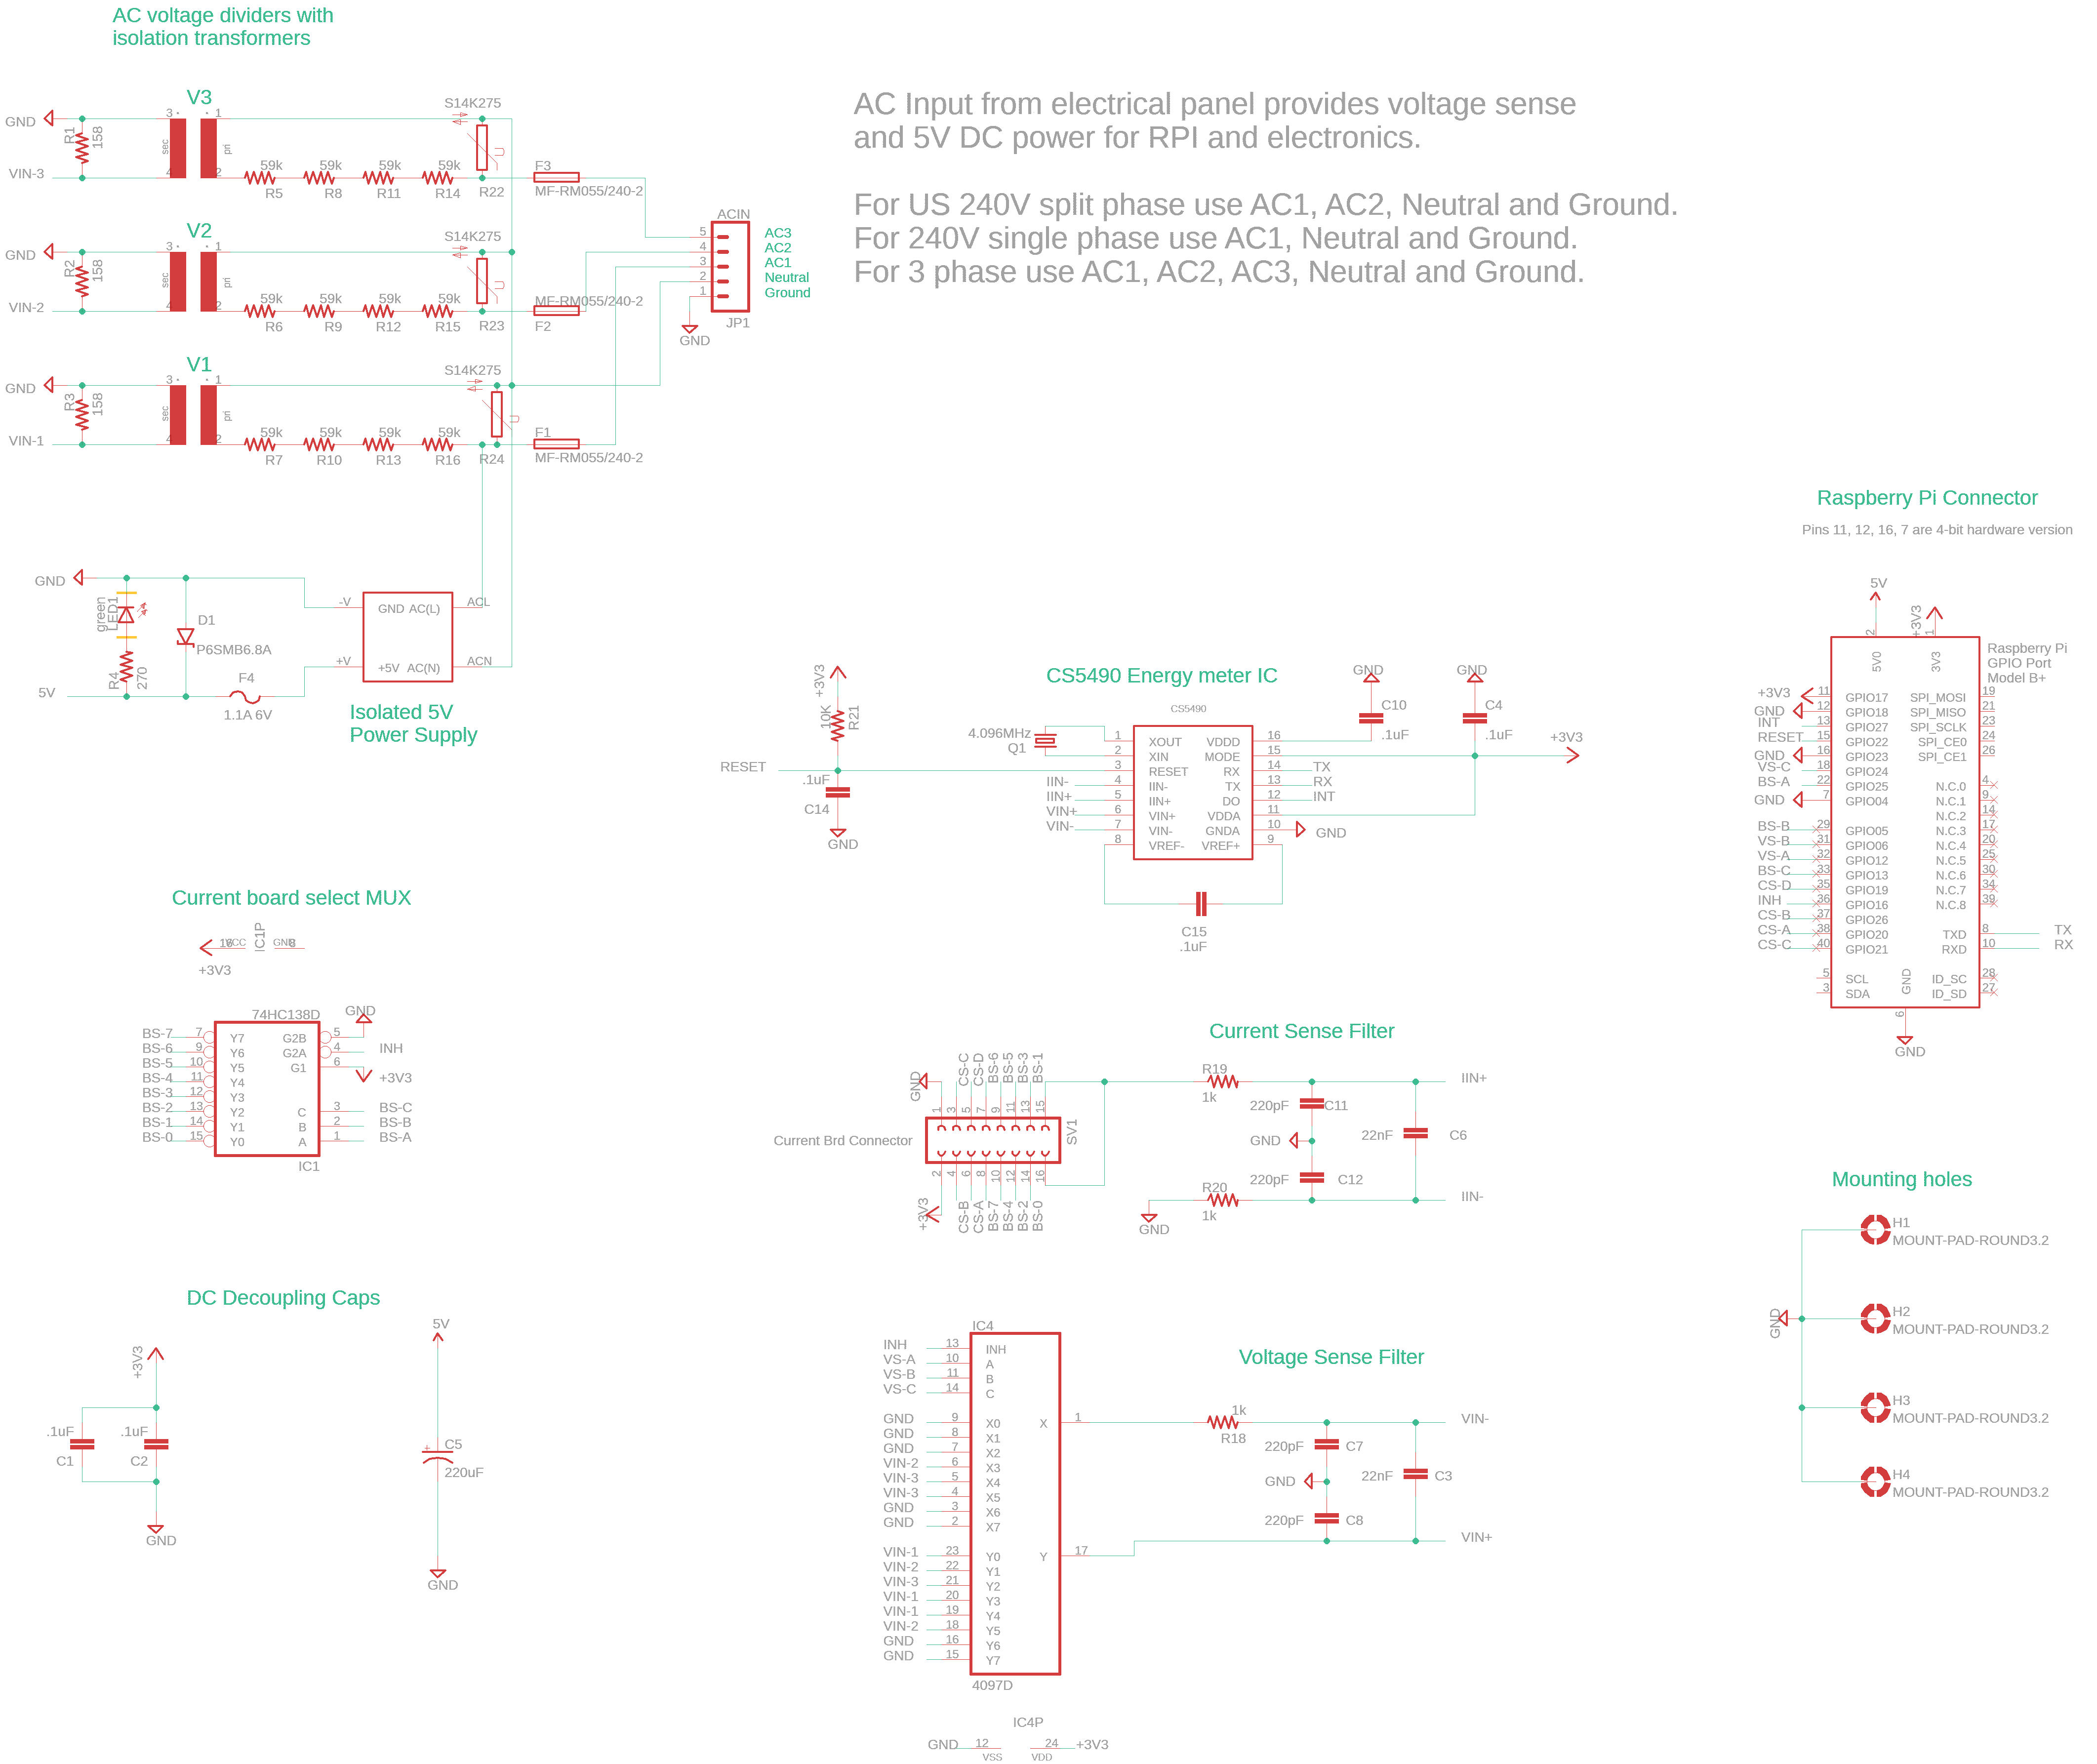 AC voltage dividers with
isolation transformers
AC Input from electrical panel provides voltage sense
and 5V DC power for RPI and electronics.
For US 240V split phase use AC1, AC2, Neutral and Ground.
For 240V single phase use AC1, Neutral and Ground.
For 3 phase use AC1, AC2, AC3, Neutral and Ground.
V3
GND
R1
158
VIN-3
3
4
sec
1
2
pri
59k 59k 59k 59k
R5 R8 R11 R14
S14K275
U
R22
F3
MF-RM055/240-2
V2
GND
R2
158
VIN-2
3
4
sec
1
2
pri
59k 59k 59k 59k
R6 R9 R12 R15
S14K275
U
R23
MF-RM055/240-2
F2
V1
GND
R3
158
VIN-1
3
4
sec
1
2
pri
59k 59k 59k 59k
R7 R10 R13 R16
S14K275
U
R24
F1
MF-RM055/240-2
ACIN
5 AC3
4 AC2
3 AC1
2 Neutral
1 Ground
JP1
GND
GND
green
LED1
R4
270
5V
D1
P6SMB6.8A
F4
1.1A 6V
-V GND AC(L) ACL
+V +5V AC(N) ACN
Isolated 5V
Power Supply
+3V3
10K
R21
RESET
.1uF
C14
GND
CS5490 Energy meter IC
CS5490
4.096MHz
Q1
1 XOUT VDDD 16
2 XIN MODE 15
3 RESET RX 14 TX
IIN- 4 IIN- TX 13 RX
IIN+ 5 IIN+ DO 12 INT
VIN+ 6 VIN+ VDDA 11
VIN- 7 VIN- GNDA 10 GND
8 VREF- VREF+ 9
GND
C10
.1uF
GND
C4
.1uF
+3V3
C15
.1uF
Raspberry Pi Connector
Pins 11, 12, 16, 7 are 4-bit hardware version
5V
2
5V0
+3V3
1
3V3
Raspberry Pi
GPIO Port
Model B+
+3V3 11 GPIO17 SPI_MOSI 19
GND 12 GPIO18 SPI_MISO 21
INT 13 GPIO27 SPI_SCLK 23
RESET 15 GPIO22 SPI_CE0 24
GND 16 GPIO23 SPI_CE1 26
VS-C 18 GPIO24
BS-A 22 GPIO25 N.C.0 4
GND 7 GPIO04 N.C.1 9
N.C.2 14
BS-B 29 GPIO05 N.C.3 17
VS-B 31 GPIO06 N.C.4 20
VS-A 32 GPIO12 N.C.5 25
BS-C 33 GPIO13 N.C.6 30
CS-D 35 GPIO19 N.C.7 34
INH 36 GPIO16 N.C.8 39
CS-B 37 GPIO26
CS-A 38 GPIO20 TXD 8 TX
CS-C 40 GPIO21 RXD 10 RX
5 SCL ID_SC 28
3 SDA ID_SD 27
GND
6
GND
Current board select MUX
16 VCC IC1P GND 8
+3V3
74HC138D
GND
BS-7 7 Y7 G2B 5
BS-6 9 Y6 G2A 4 INH
BS-5 10 Y5 G1 6
BS-4 11 Y4 +3V3
BS-3 12 Y3
BS-2 13 Y2 C 3 BS-C
BS-1 14 Y1 B 2 BS-B
BS-0 15 Y0 A 1 BS-A
IC1
Current Sense Filter
GND CS-C CS-D BS-6 BS-5 BS-3 BS-1
1 3 5 7 9 11 13 15
Current Brd Connector
SV1
2 4 6 8 10 12 14 16
+3V3 CS-B CS-A BS-7 BS-4 BS-2 BS-0
R19
1k
IIN+
220pF C11
GND
22nF C6
220pF C12
R20
1k
IIN-
GND
Mounting holes
H1
MOUNT-PAD-ROUND3.2
H2
MOUNT-PAD-ROUND3.2
GND
H3
MOUNT-PAD-ROUND3.2
H4
MOUNT-PAD-ROUND3.2
DC Decoupling Caps
+3V3
.1uF
C1
.1uF
C2
GND
5V
+
C5
220uF
GND
IC4
INH 13 INH
VS-A 10 A
VS-B 11 B
VS-C 14 C
GND 9 X0 X 1
GND 8 X1
GND 7 X2
VIN-2 6 X3
VIN-3 5 X4
VIN-3 4 X5
GND 3 X6
GND 2 X7
VIN-1 23 Y0 Y 17
VIN-2 22 Y1
VIN-3 21 Y2
VIN-1 20 Y3
VIN-1 19 Y4
VIN-2 18 Y5
GND 16 Y6
GND 15 Y7
4097D
Voltage Sense Filter
1k
R18
VIN-
220pF C7
GND
22nF C3
220pF C8
VIN+
IC4P
GND 12 24 +3V3
VSS VDD